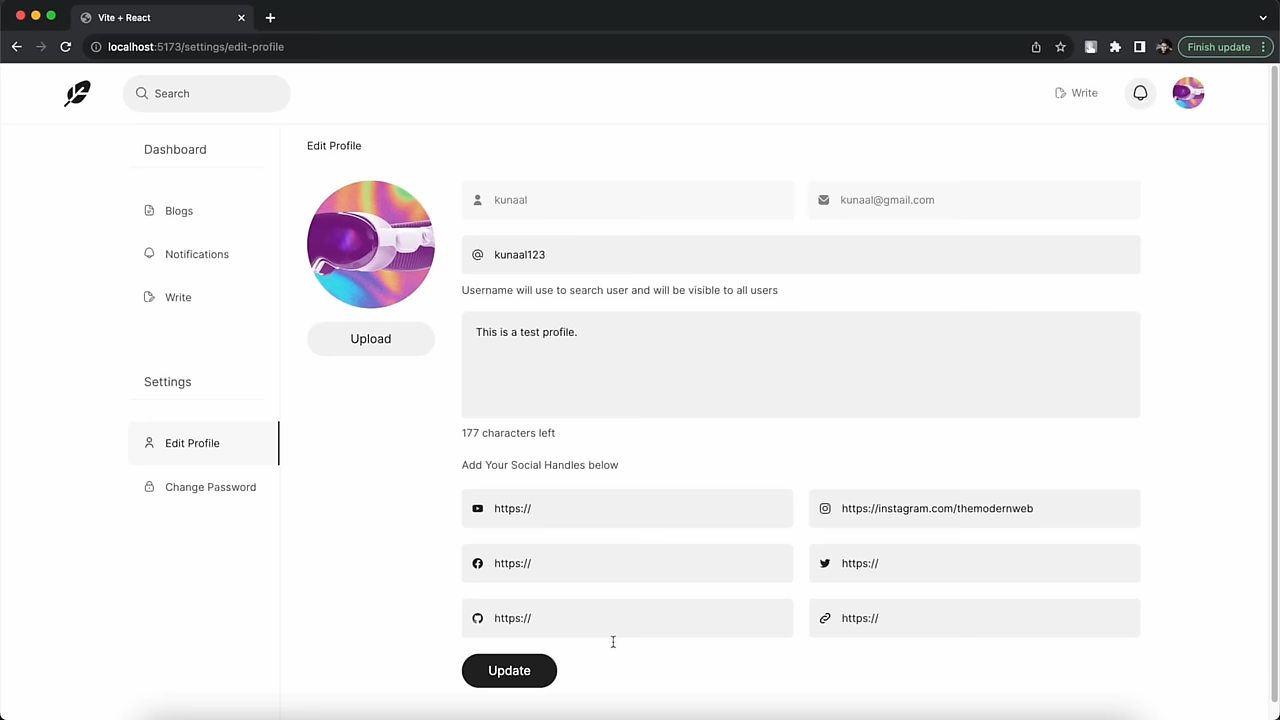 Vite + React
localhost:5173/settings/edit-profile
Finish update
Search
Write
Dashboard
Blogs
Notifications
Write
Settings
Edit Profile
Change Password
Edit Profile
Upload
kunaal
kunaal@gmail.com
@ kunaal123
Username will use to search user and will be visible to all users
This is a test profile.
177 characters left
Add Your Social Handles below
https://
https://instagram.com/themodernweb
https://
https://
https://
https://
Update